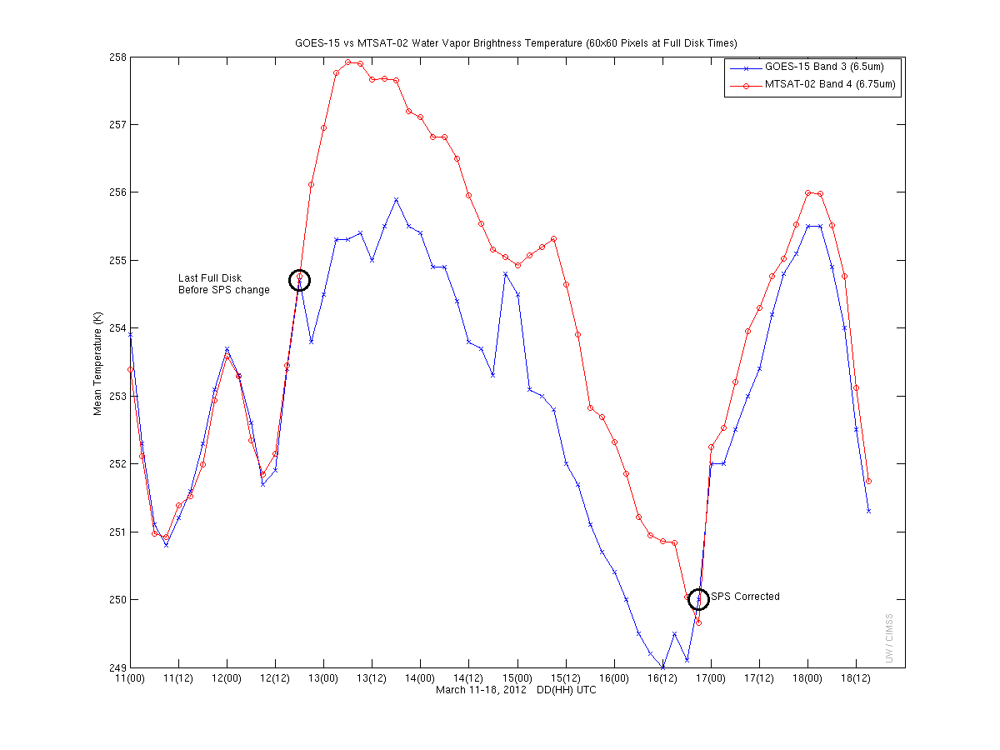 GOES-15 vs MTSAT-02 Water Vapor Brightness Temperature (60x60 Pixels at Full Disk Times)
258
GOES-15 Band 3 (6.5um)
MTSAT-02 Band 4 (6.75um)
257
256
255
Last Full Disk
Before SPS change
254
Mean Temperature (K)
253
252
251
250
SPS Corrected
UW / CIMSS
249
11(00) 11(12) 12(00) 12(12) 13(00) 13(12) 14(00) 14(12) 15(00) 15(12) 16(00) 16(12) 17(00) 17(12) 18(00) 18(12)
March 11-18, 2012 DD(HH) UTC